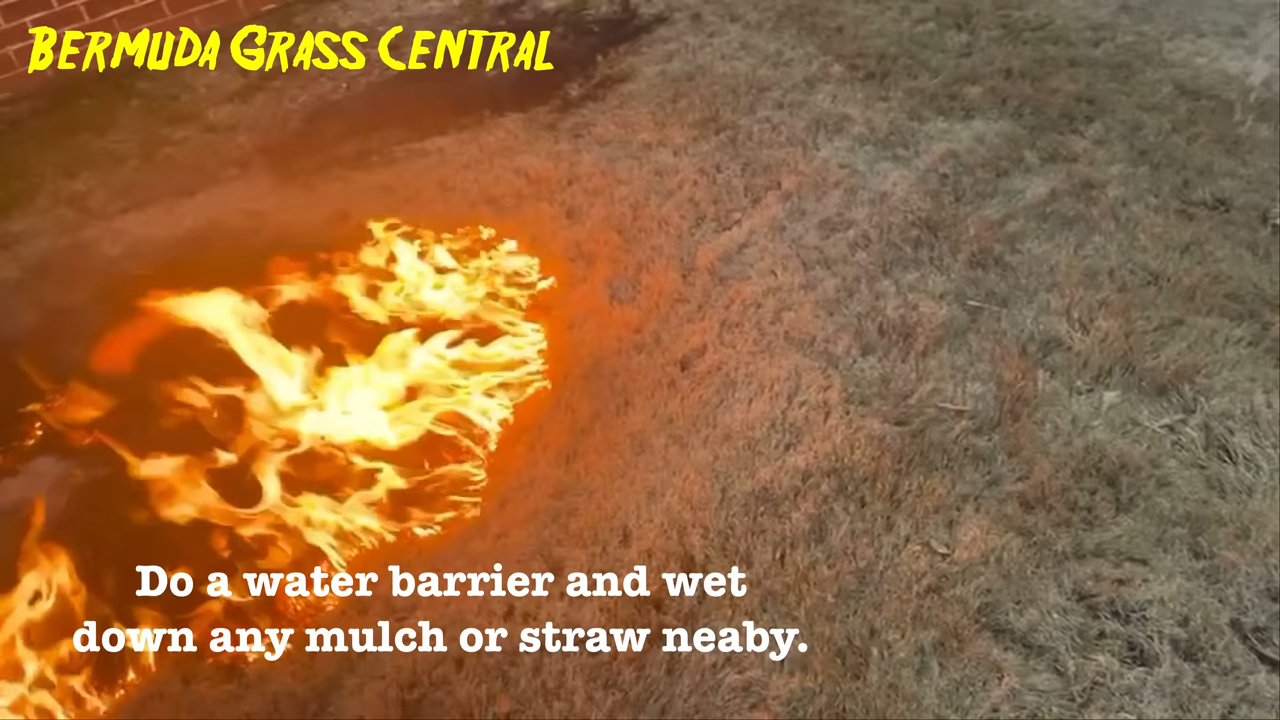 Bermuda Grass Central
Do a water barrier and wet
down any mulch or straw neaby.